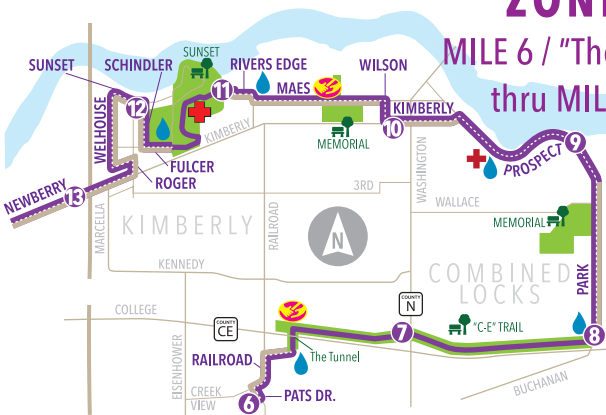 ZONE
MILE 6 / "The
thru MIL
SUNSET
SUNSET
SCHINDLER
RIVERS EDGE
MAES
WILSON
11
12
KIMBERLY
KIMBERLY
10
MEMORIAL
WELHOUSE
FULCER
ROGER
NEWBERRY
13
MARCELLA
3RD
WASHINGTON
PROSPECT
9
WALLACE
KIMBERLY
RAILROAD
N
MEMORIAL
KENNEDY
COMBINED
LOCKS
PARK
COLLEGE
COUNTY
CE
COUNTY
N
7
"C-E" TRAIL
8
The Tunnel
EISENHOWER
RAILROAD
CREEK
VIEW
6
PATS DR.
BUCHANAN